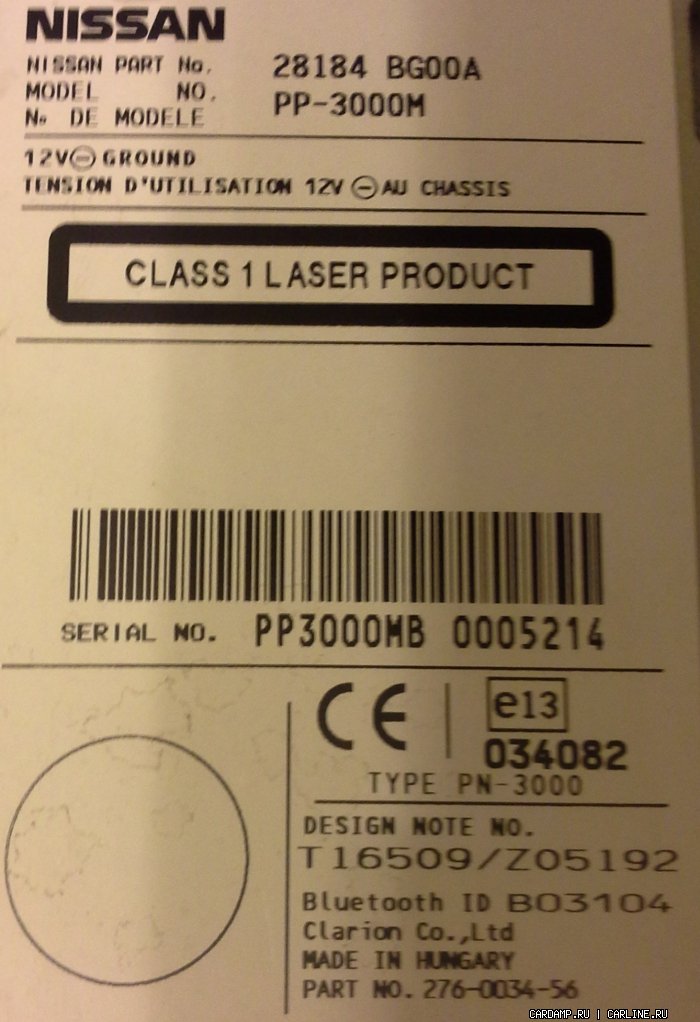 NISSAN
NISSAN PART No. 28184 BG00A
MODEL NO. PP-3000M
No DE MODELE
12V⊖GROUND
TENSION D'UTILISATION 12V ⊖ AU CHASSIS
CLASS 1 LASER PRODUCT
SERIAL NO. PP3000MB 0005214
CE e13
034082
TYPE PN-3000
DESIGN NOTE NO.
T16509/Z05192
Bluetooth ID B03104
Clarion Co.,Ltd
MADE IN HUNGARY
PART NO. 276-0034-56
CARDAMP.RU | CARLINE.RU